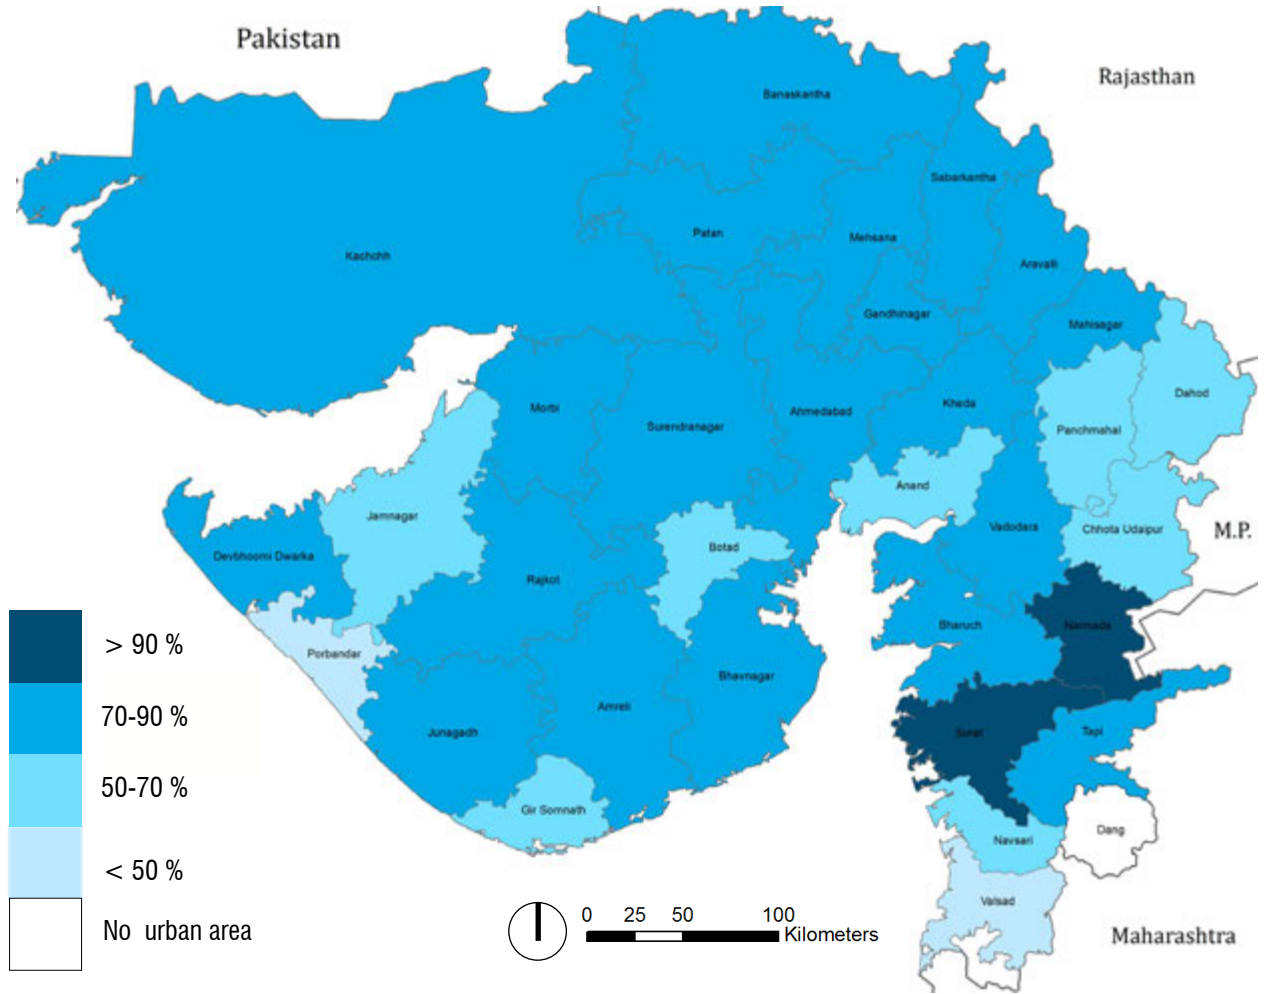 Pakistan
Rajasthan
Banaskantha
Sabarkantha
Patan
Mehsana
Kachchh
Aravalli
Gandhinagar
Mahisagar
Dahod
Morbi
Kheda
Ahmedabad
Surendranagar
Panchmahal
Anand
Jamnagar
Vadodara
Chhota Udaipur
M.P.
Botad
Devbhoomi Dwarka
Rajkot
Bharuch
Narmada
> 90 %
Porbandar
Bhavnagar
Amreli
70-90 %
Junagadh
Surat
Tapi
50-70 %
Gir Somnath
Dang
Navsari
< 50 %
Valsad
0 25 50 100
Kilometers
No urban area
Maharashtra